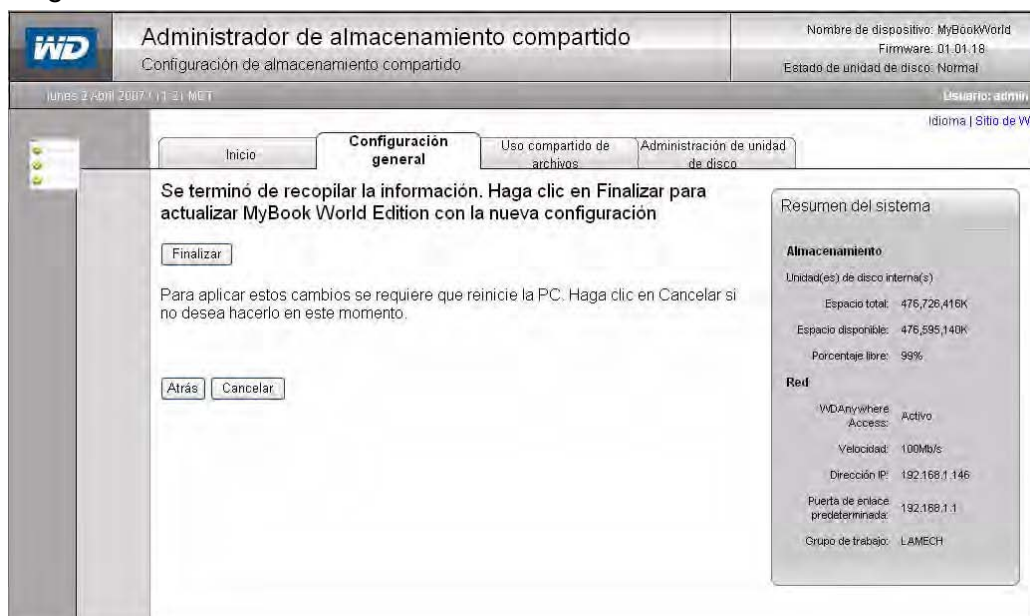 WD
Administrador de almacenamiento compartido
Configuración de almacenamiento compartido
Nombre de dispositivo: MyBookWorld
Firmware: 01.01.18
Estado de unidad de disco: Normal
lunes 2 Abril 2007
Usuario: admin
Idioma | Sitio de W
Inicio
Configuración general
Uso compartido de archivos
Administración de unidad de disco
Se terminó de recopilar la información. Haga clic en Finalizar para
actualizar MyBook World Edition con la nueva configuración
Finalizar
Para aplicar estos cambios se requiere que reinicie la PC. Haga clic en Cancelar si
no desea hacerlo en este momento.
Atrás
Cancelar
Resumen del sistema
Almacenamiento
Unidad(es) de disco interna(s)
Espacio total: 476,726,416K
Espacio disponible: 476,595,140K
Porcentaje libre: 99%
Red
WDAnywhere Access: Activo
Velocidad: 100Mb/s
Dirección IP: 192.168.1.146
Puerta de enlace predeterminada: 192.168.1.1
Grupo de trabajo: LAMECH